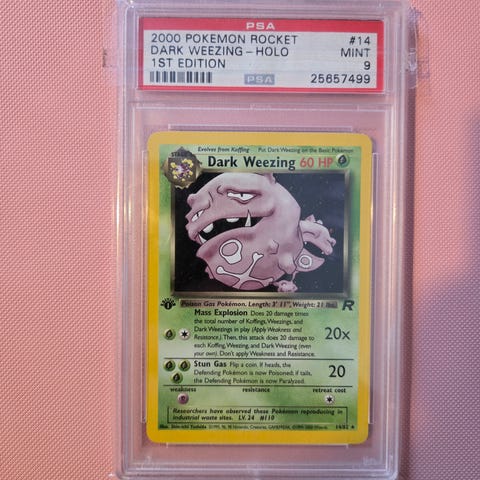 PSA
2000 POKEMON ROCKET #14
DARK WEEZING - HOLO MINT
1ST EDITION 9
PSA 25657499
Evolves from Koffing Put Dark Weezing on the Basic Pokémon
STAGE 1
Dark Weezing 60 HP
Poison Gas Pokémon. Length: 3' 11", Weight: 21 lbs.
Mass Explosion Does 20 damage times
the total number of Koffings, Weezings, and
Dark Weezings in play (Apply Weakness and
Resistance.) Then, this attack does 20 damage to
each Koffing, Weezing, and Dark Weezing (even
your own). Don't apply Weakness and Resistance.
20x
Stun Gas Flip a coin. If heads, the
Defending Pokémon is now Poisoned; if tails,
the Defending Pokémon is now Paralyzed.
20
weakness resistance retreat cost
Researchers have observed these Pokémon reproducing in
industrial waste sites. LV. 24 #110
14/82